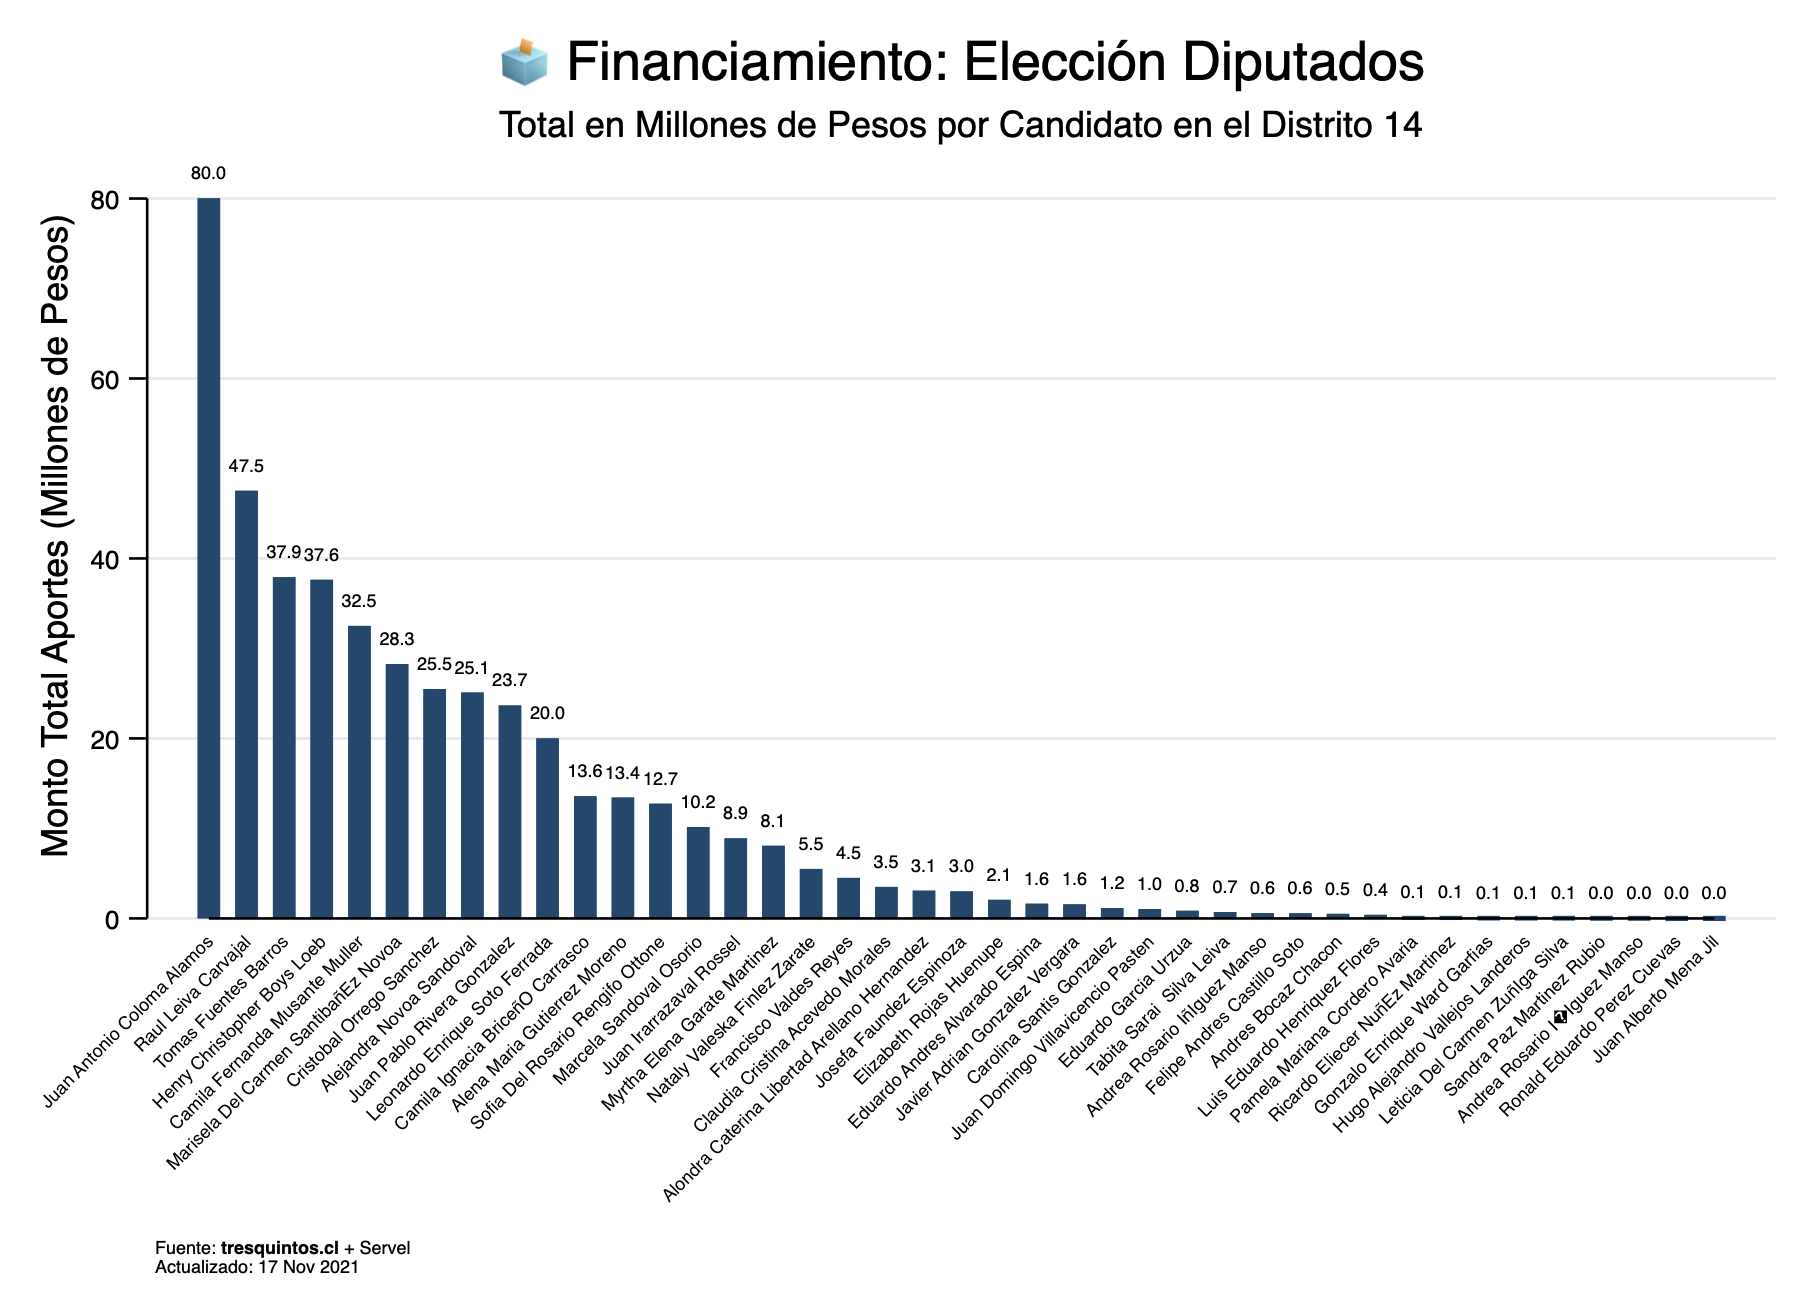 🗳️ Financiamiento: Elección Diputados
Total en Millones de Pesos por Candidato en el Distrito 14
Monto Total Aportes (Millones de Pesos)
80
60
40
20
0
80.0
47.5
37.9
37.6
32.5
28.3
25.5
25.1
23.7
20.0
13.6
13.4
12.7
10.2
8.9
8.1
5.5
4.5
3.5
3.1
3.0
2.1
1.6
1.6
1.2
1.0
0.8
0.7
0.6
0.6
0.5
0.4
0.1
0.1
0.1
0.1
0.1
0.0
0.0
0.0
0.0
Juan Antonio Coloma Alamos
Raul Leiva Carvajal
Tomas Fuentes Barros
Henry Christopher Boys Loeb
Camila Fernanda Musante Muller
Marisela Del Carmen SantibañEz Novoa
Cristobal Orrego Sanchez
Alejandra Novoa Sandoval
Juan Pablo Rivera Gonzalez
Leonardo Enrique Soto Ferrada
Camila Ignacia BriceñO Carrasco
Alena Maria Gutierrez Moreno
Sofia Del Rosario Rengifo Ottone
Marcela Sandoval Osorio
Juan Irarrazaval Rossel
Myrtha Elena Garate Martinez
Nataly Valeska Finlez Zarate
Francisco Valdes Reyes
Claudia Cristina Acevedo Morales
Alondra Caterina Libertad Arellano Hernandez
Josefa Faundez Espinoza
Elizabeth Rojas Huenupe
Eduardo Andres Alvarado Espina
Javier Adrian Gonzalez Vergara
Carolina Santis Gonzalez
Juan Domingo Villavicencio Pasten
Eduardo Garcia Urzua
Tabita Sarai  Silva Leiva
Andrea Rosario Iñiguez Manso
Felipe Andres Castillo Soto
Andres Bocaz Chacon
Luis Eduardo Henriquez Flores
Pamela Mariana Cordero Avaria
Ricardo Eliecer NuñEz Martinez
Gonzalo Enrique Ward Garfias
Hugo Alejandro Vallejos Landeros
Leticia Del Carmen ZuñIga Silva
Sandra Paz Martinez Rubio
Andrea Rosario I�Iguez Manso
Ronald Eduardo Perez Cuevas
Juan Alberto Mena Jil
Fuente: tresquintos.cl + Servel
Actualizado: 17 Nov 2021